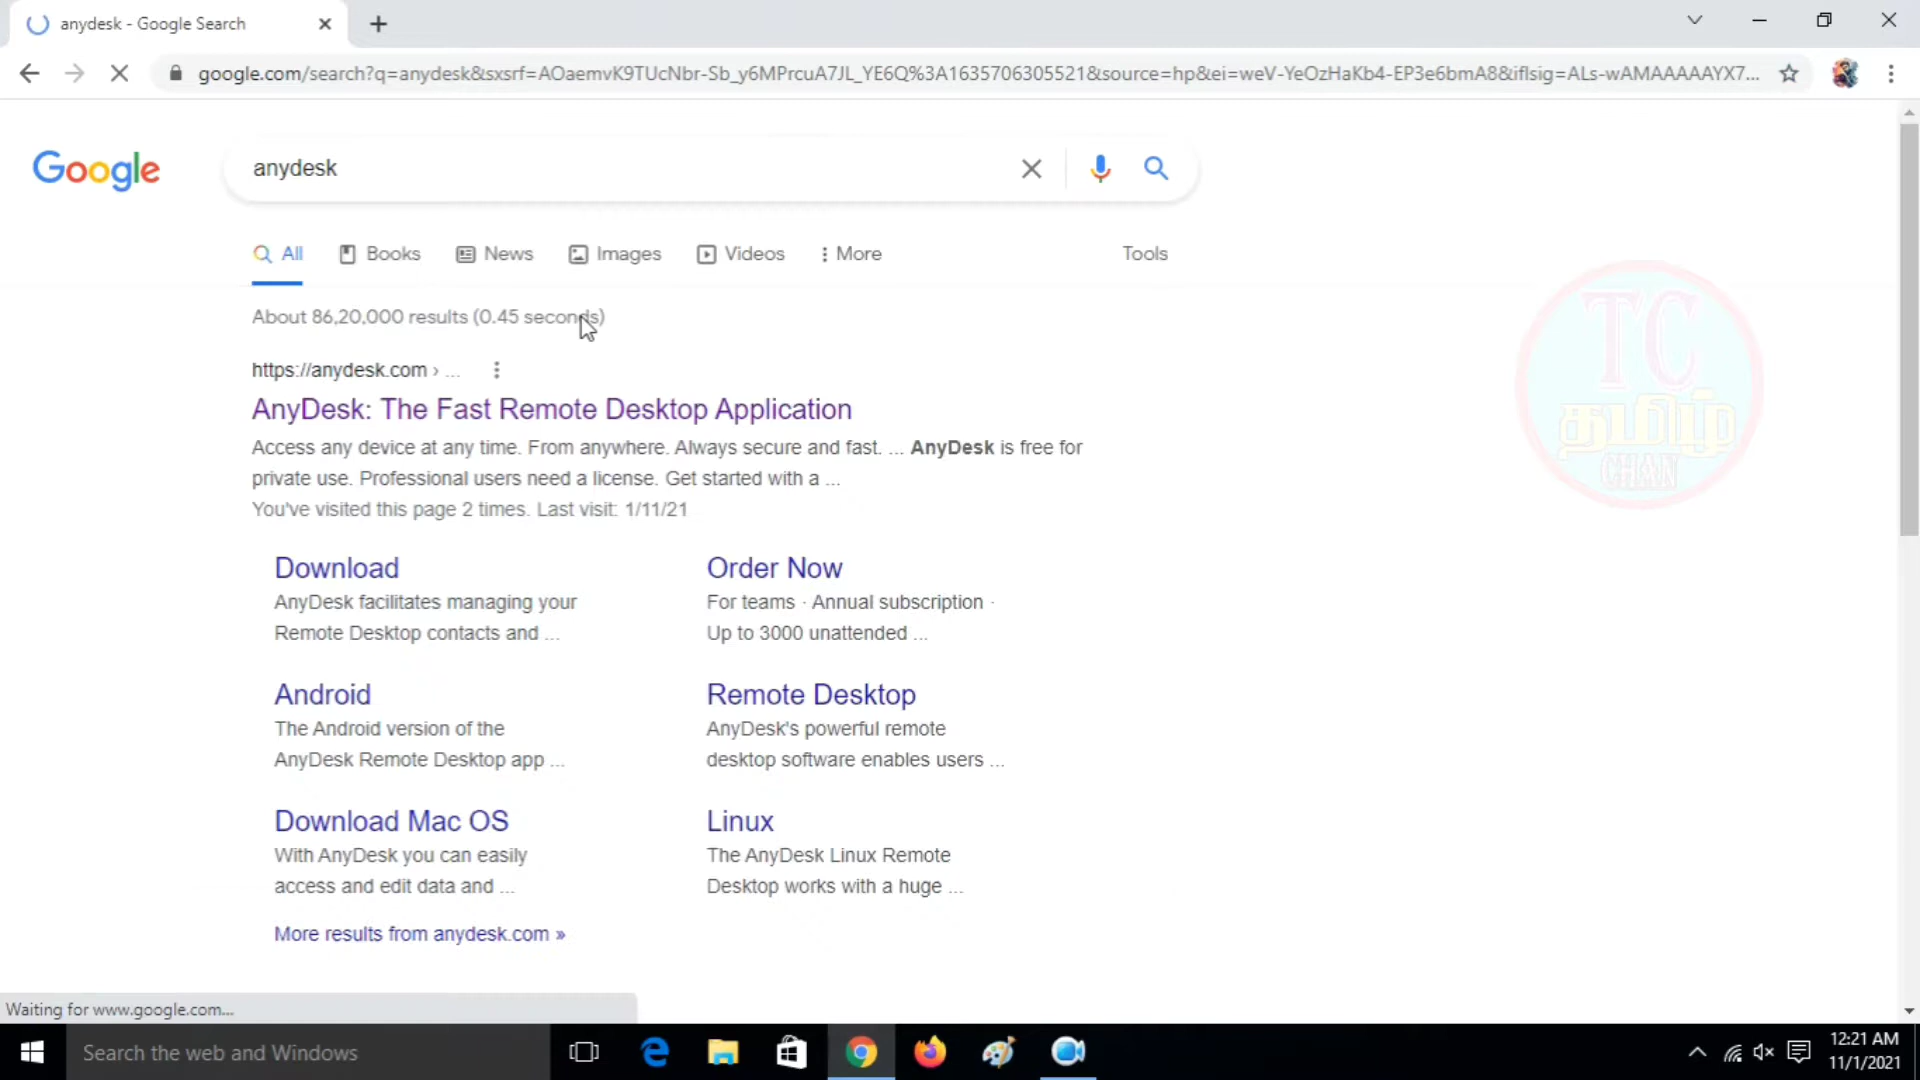 anydesk - Google Search
google.com/search?q=anydesk&sxsrf=AOaemvK9TUcNbr-Sb_y6MPrcuA7JL_YE6Q%3A1635706305521&source=hp&ei=weV-YeOzHaKb4-EP3e6bmA8&iflsig=ALs-wAMAAAAAYX7...
Google
anydesk
All Books News Images Videos More Tools
About 86,20,000 results (0.45 seconds)
https://anydesk.com › ...
AnyDesk: The Fast Remote Desktop Application
Access any device at any time. From anywhere. Always secure and fast. ... AnyDesk is free for
private use. Professional users need a license. Get started with a ...
You've visited this page 2 times. Last visit: 1/11/21
Download
AnyDesk facilitates managing your
Remote Desktop contacts and ...
Order Now
For teams · Annual subscription ·
Up to 3000 unattended ...
Android
The Android version of the
AnyDesk Remote Desktop app ...
Remote Desktop
AnyDesk's powerful remote
desktop software enables users ...
Download Mac OS
With AnyDesk you can easily
access and edit data and ...
Linux
The AnyDesk Linux Remote
Desktop works with a huge ...
More results from anydesk.com »
TC
தமிழ்
CHAN
Waiting for www.google.com...
Search the web and Windows
12:21 AM
11/1/2021